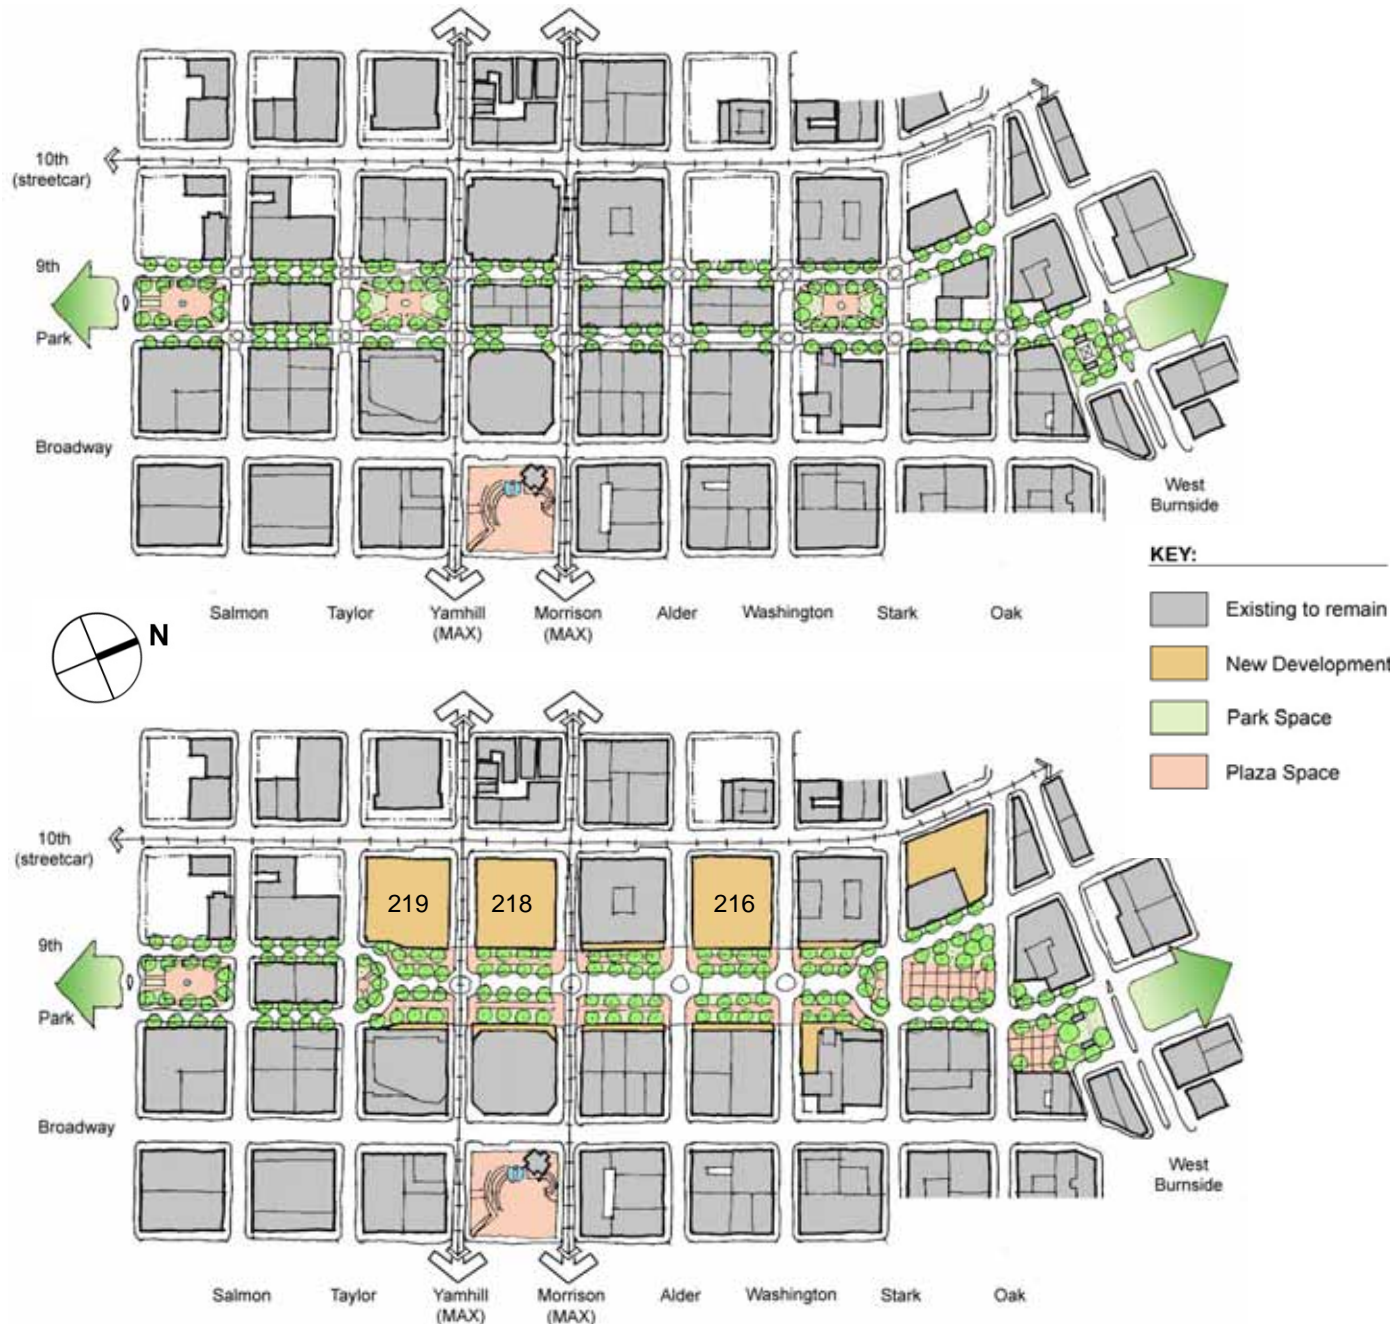 10th
(streetcar)
9th
Park
Broadway
West
Burnside
Salmon Taylor Yamhill Morrison Alder Washington Stark Oak
(MAX) (MAX)
N
KEY:
Existing to remain
New Development
Park Space
Plaza Space
10th
(streetcar)
219 218 216
9th
Park
Broadway
West
Burnside
Salmon Taylor Yamhill Morrison Alder Washington Stark Oak
(MAX) (MAX)